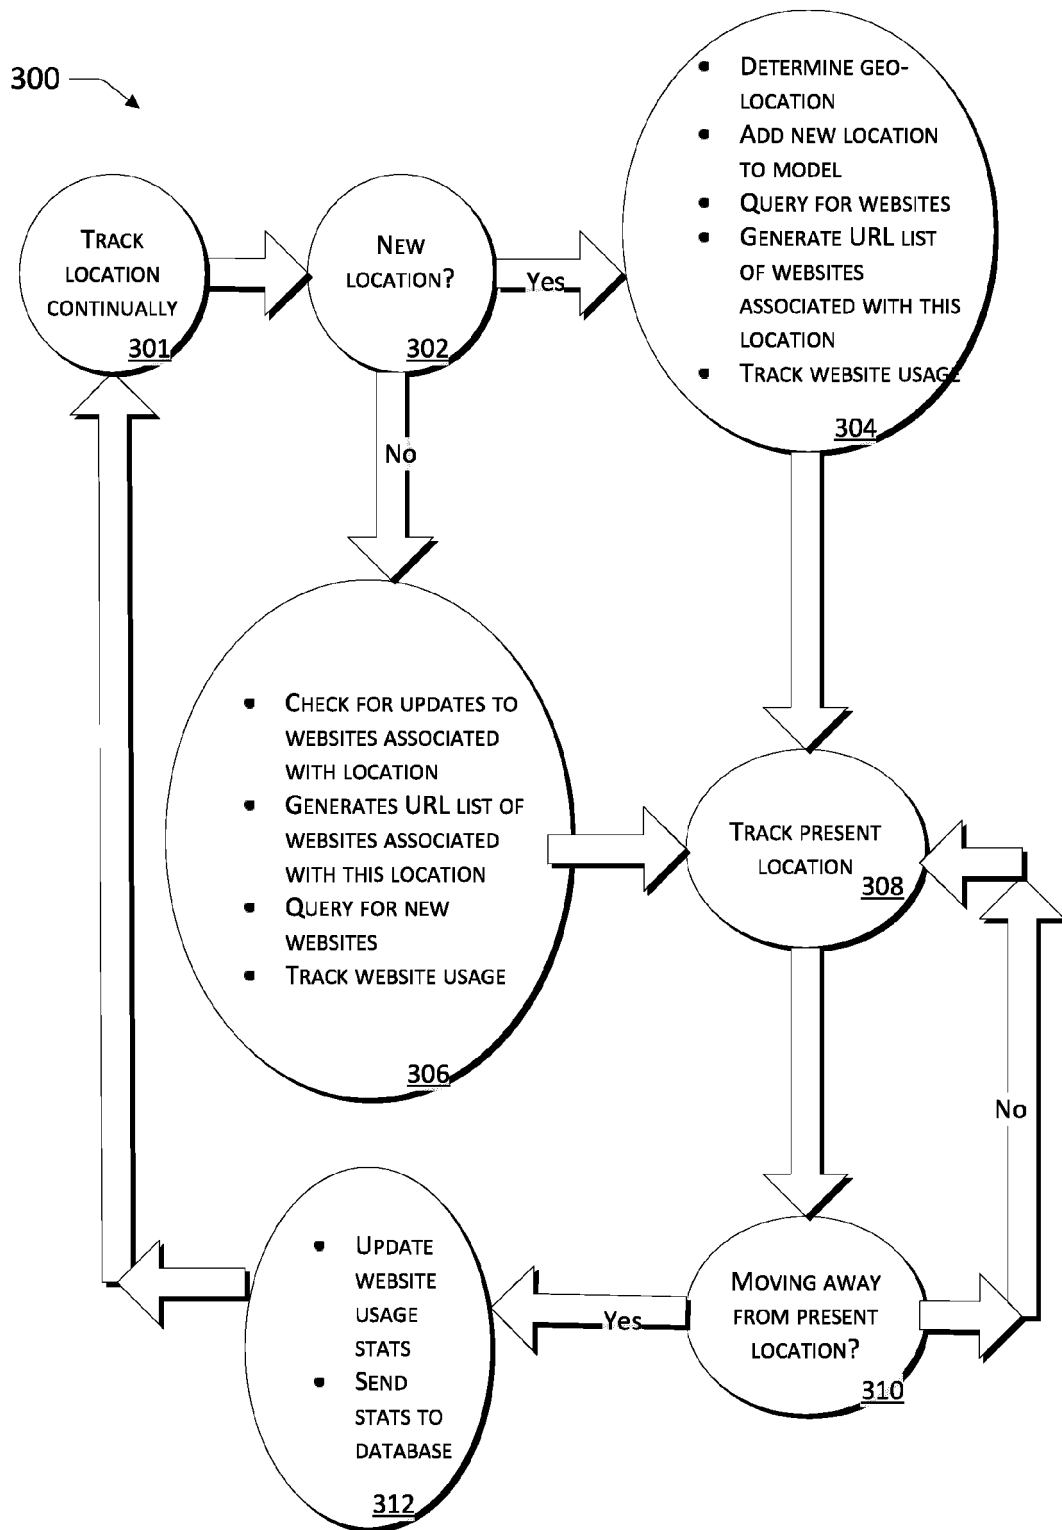 300
TRACK
LOCATION
CONTINUALLY
301
NEW
LOCATION?
302
Yes
• DETERMINE GEO-
LOCATION
• ADD NEW LOCATION
TO MODEL
• QUERY FOR WEBSITES
• GENERATE URL LIST
OF WEBSITES
ASSOCIATED WITH THIS
LOCATION
• TRACK WEBSITE USAGE
304
No
• CHECK FOR UPDATES TO
WEBSITES ASSOCIATED
WITH LOCATION
• GENERATES URL LIST OF
WEBSITES ASSOCIATED
WITH THIS LOCATION
• QUERY FOR NEW
WEBSITES
• TRACK WEBSITE USAGE
306
TRACK PRESENT
LOCATION
308
No
MOVING AWAY
FROM PRESENT
LOCATION?
310
Yes
• UPDATE
WEBSITE
USAGE
STATS
• SEND
STATS TO
DATABASE
312